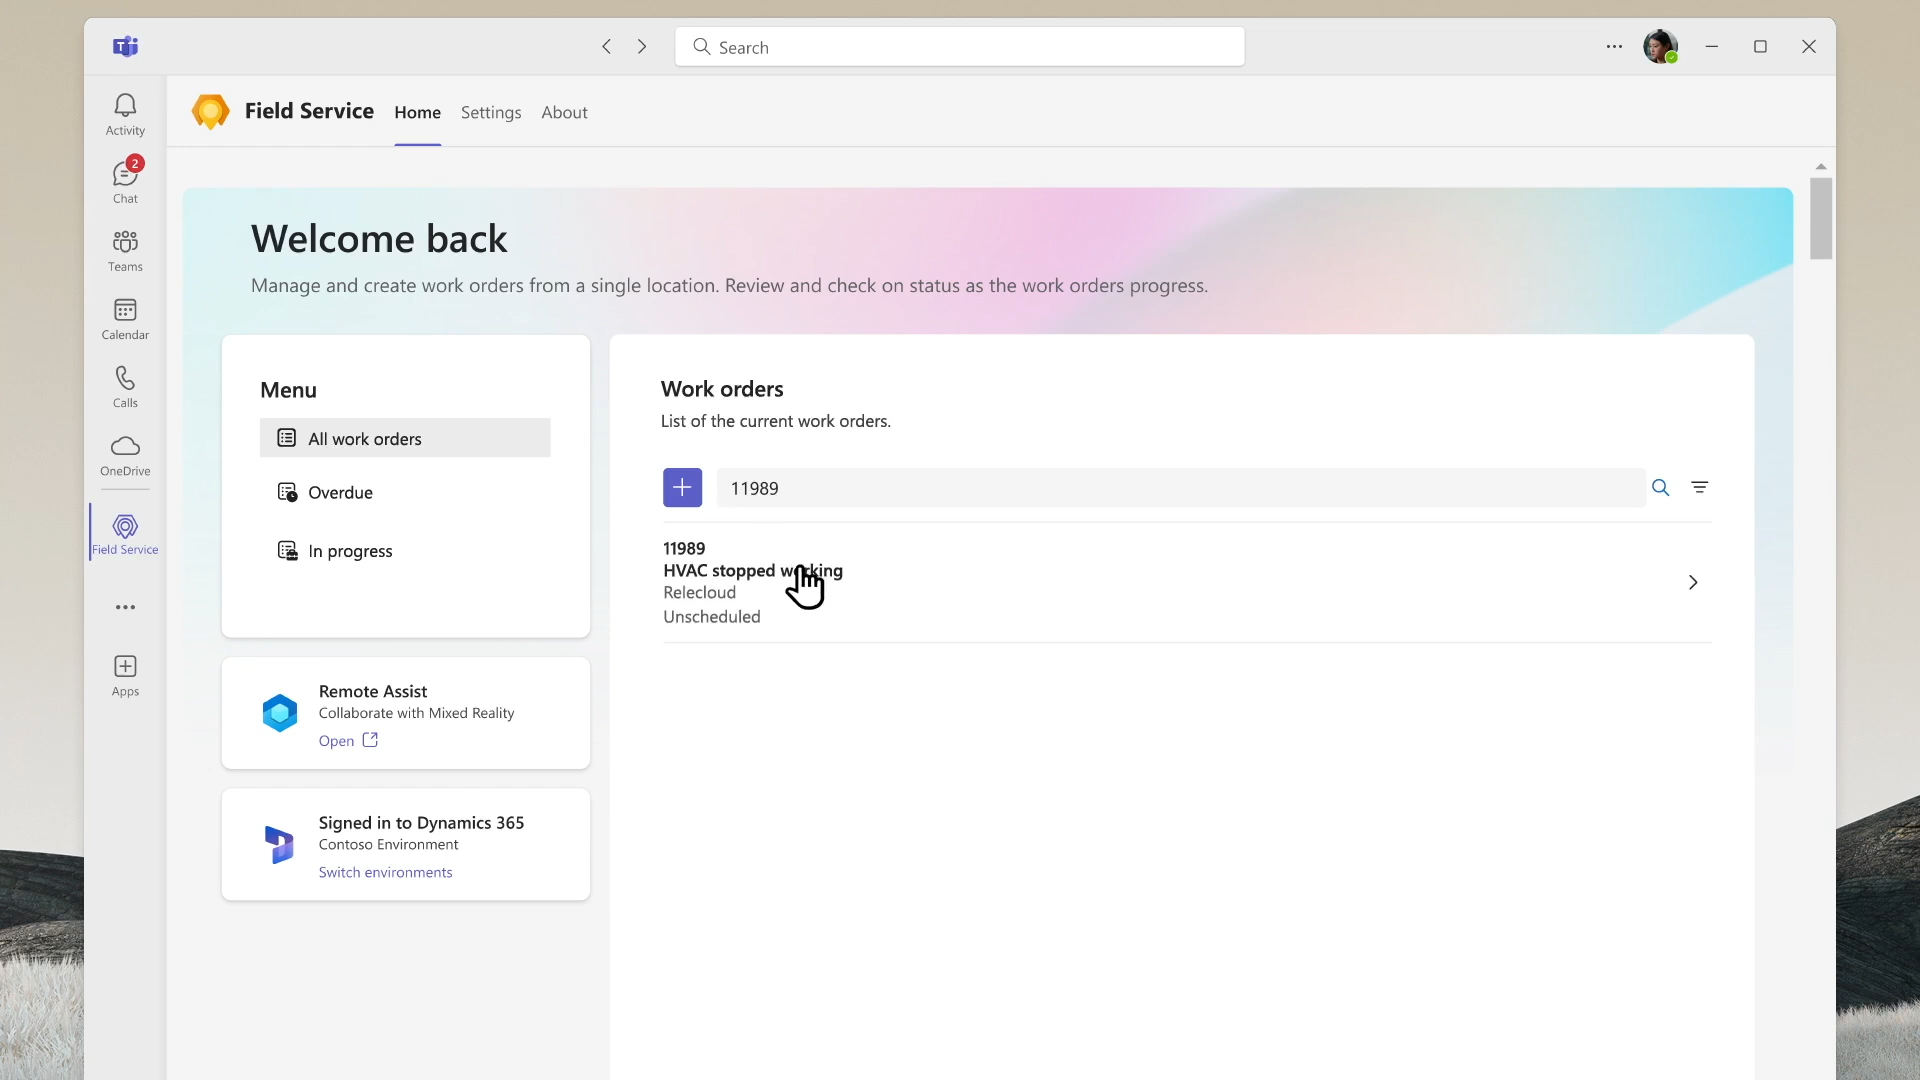 Search
Activity
2
Chat
Teams
Calendar
Calls
OneDrive
Field Service
Apps
Field Service
Home
Settings
About
Welcome back
Manage and create work orders from a single location. Review and check on status as the work orders progress.
Menu
All work orders
Overdue
In progress
Remote Assist
Collaborate with Mixed Reality
Open
Signed in to Dynamics 365
Contoso Environment
Switch environments
Work orders
List of the current work orders.
11989
11989
HVAC stopped working
Relecloud
Unscheduled